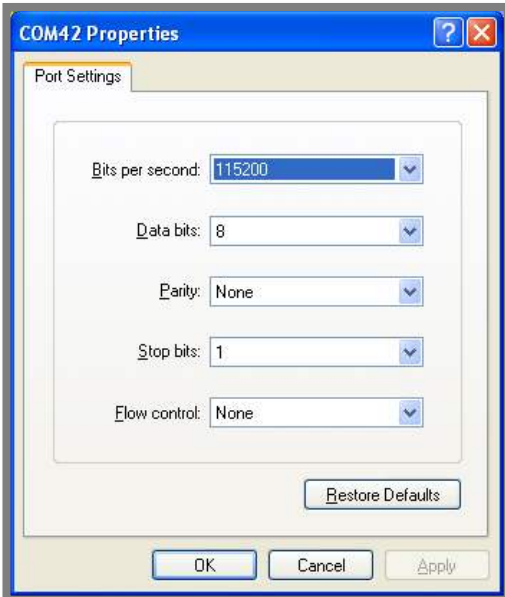 COM42 Properties
Port Settings
Bits per second: 115200
Data bits: 8
Parity: None
Stop bits: 1
Flow control: None
Restore Defaults
OK Cancel Apply